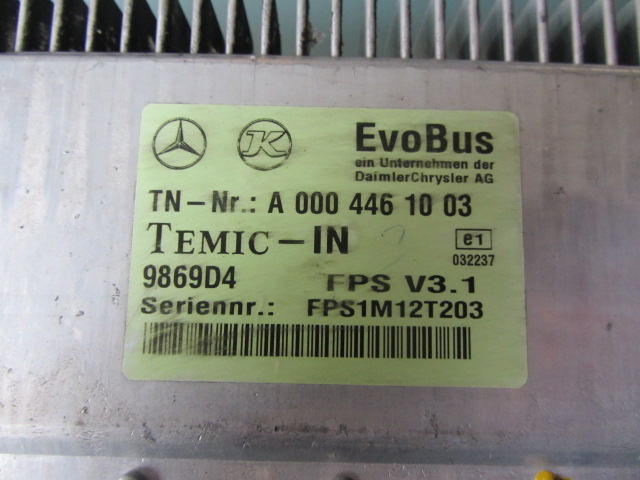 K
EvoBus
ein Unternehmen der
DaimlerChrysler AG
TN-Nr.: A 000 446 10 03
TEMIC-IN
e1
032237
9869D4 FPS V3.1
Seriennr.: FPS1M12T203